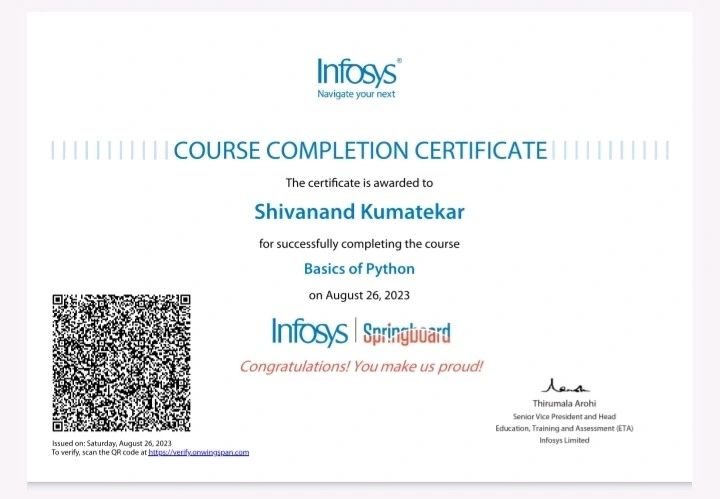 Infosys®
Navigate your next
COURSE COMPLETION CERTIFICATE
The certificate is awarded to
Shivanand Kumatekar
for successfully completing the course
Basics of Python
on August 26, 2023
Infosys | Springboard
Congratulations! You make us proud!
Thirumala Arohi
Senior Vice President and Head
Education, Training and Assessment (ETA)
Infosys Limited
Issued on: Saturday, August 26, 2023
To verify, scan the QR code at https://verify.onwingspan.com